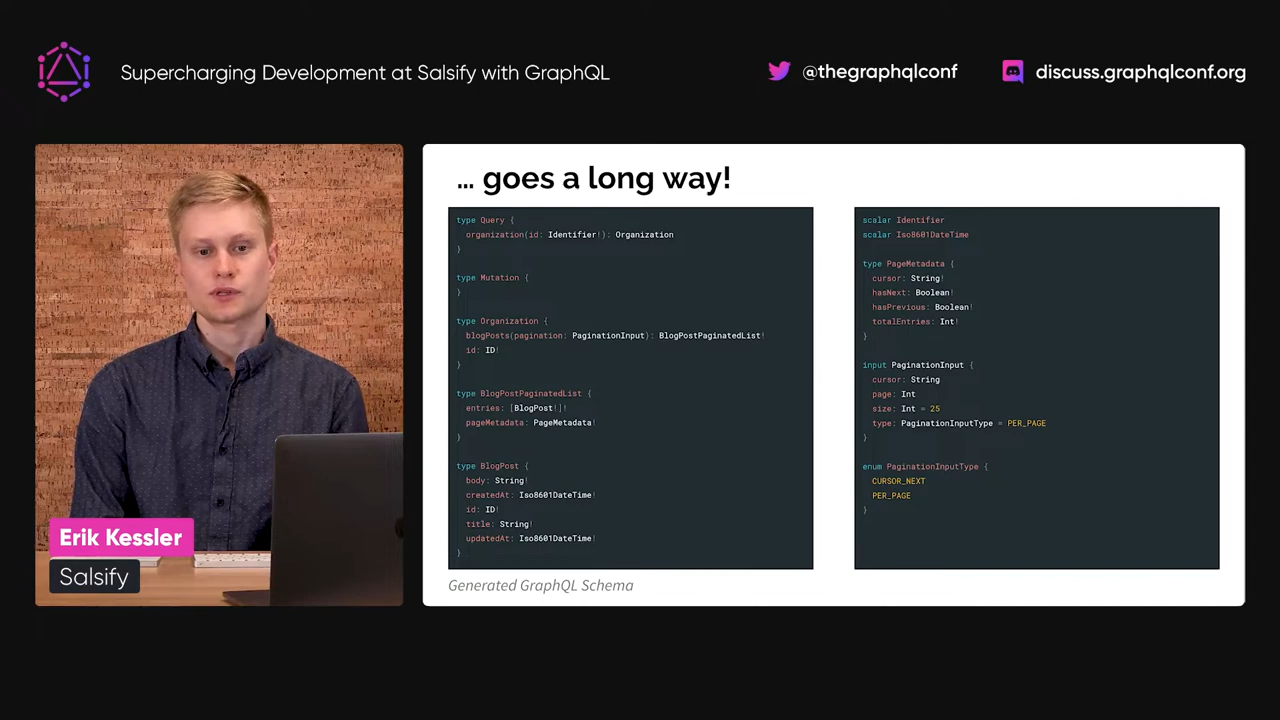 Supercharging Development at Salsify with GraphQL
@thegraphqlconf
discuss.graphqlconf.org
... goes a long way!
type Query {
organization(id: Identifier!): Organization
}
type Mutation {
}
type Organization {
blogPosts(pagination: PaginationInput): BlogPostPaginatedList!
id: ID!
}
type BlogPostPaginatedList {
entries: [BlogPost!]!
pageMetadata: PageMetadata!
}
type BlogPost {
body: String!
createdAt: Iso8601DateTime!
id: ID!
title: String!
updatedAt: Iso8601DateTime!
}
scalar Identifier
scalar Iso8601DateTime
type PageMetadata {
cursor: String!
hasNext: Boolean!
hasPrevious: Boolean!
totalEntries: Int!
}
input PaginationInput {
cursor: String
page: Int
size: Int = 25
type: PaginationInputType = PER_PAGE
}
enum PaginationInputType {
CURSOR_NEXT
PER_PAGE
}
Generated GraphQL Schema
Erik Kessler
Salsify